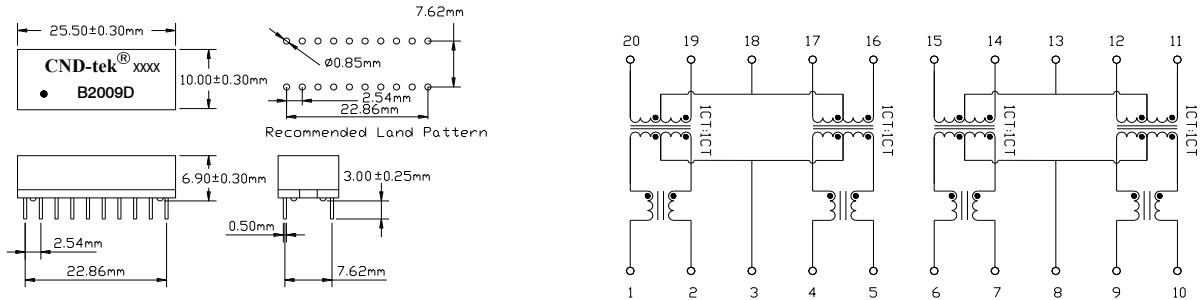 25.50±0.30mm
CND-tek® xxxx
B2009D
10.00±0.30mm
7.62mm
Ø0.85mm
2.54mm
22.86mm
Recommended Land Pattern
6.90±0.30mm
2.54mm
22.86mm
3.00±0.25mm
0.50mm
7.62mm
20 19 18 17 16 15 14 13 12 11
1CT:1CT
1CT:1CT
1CT:1CT
1CT:1CT
1 2 3 4 5 6 7 8 9 10